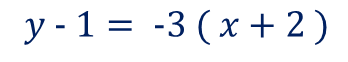 y - 1 = -3 ( x + 2 )